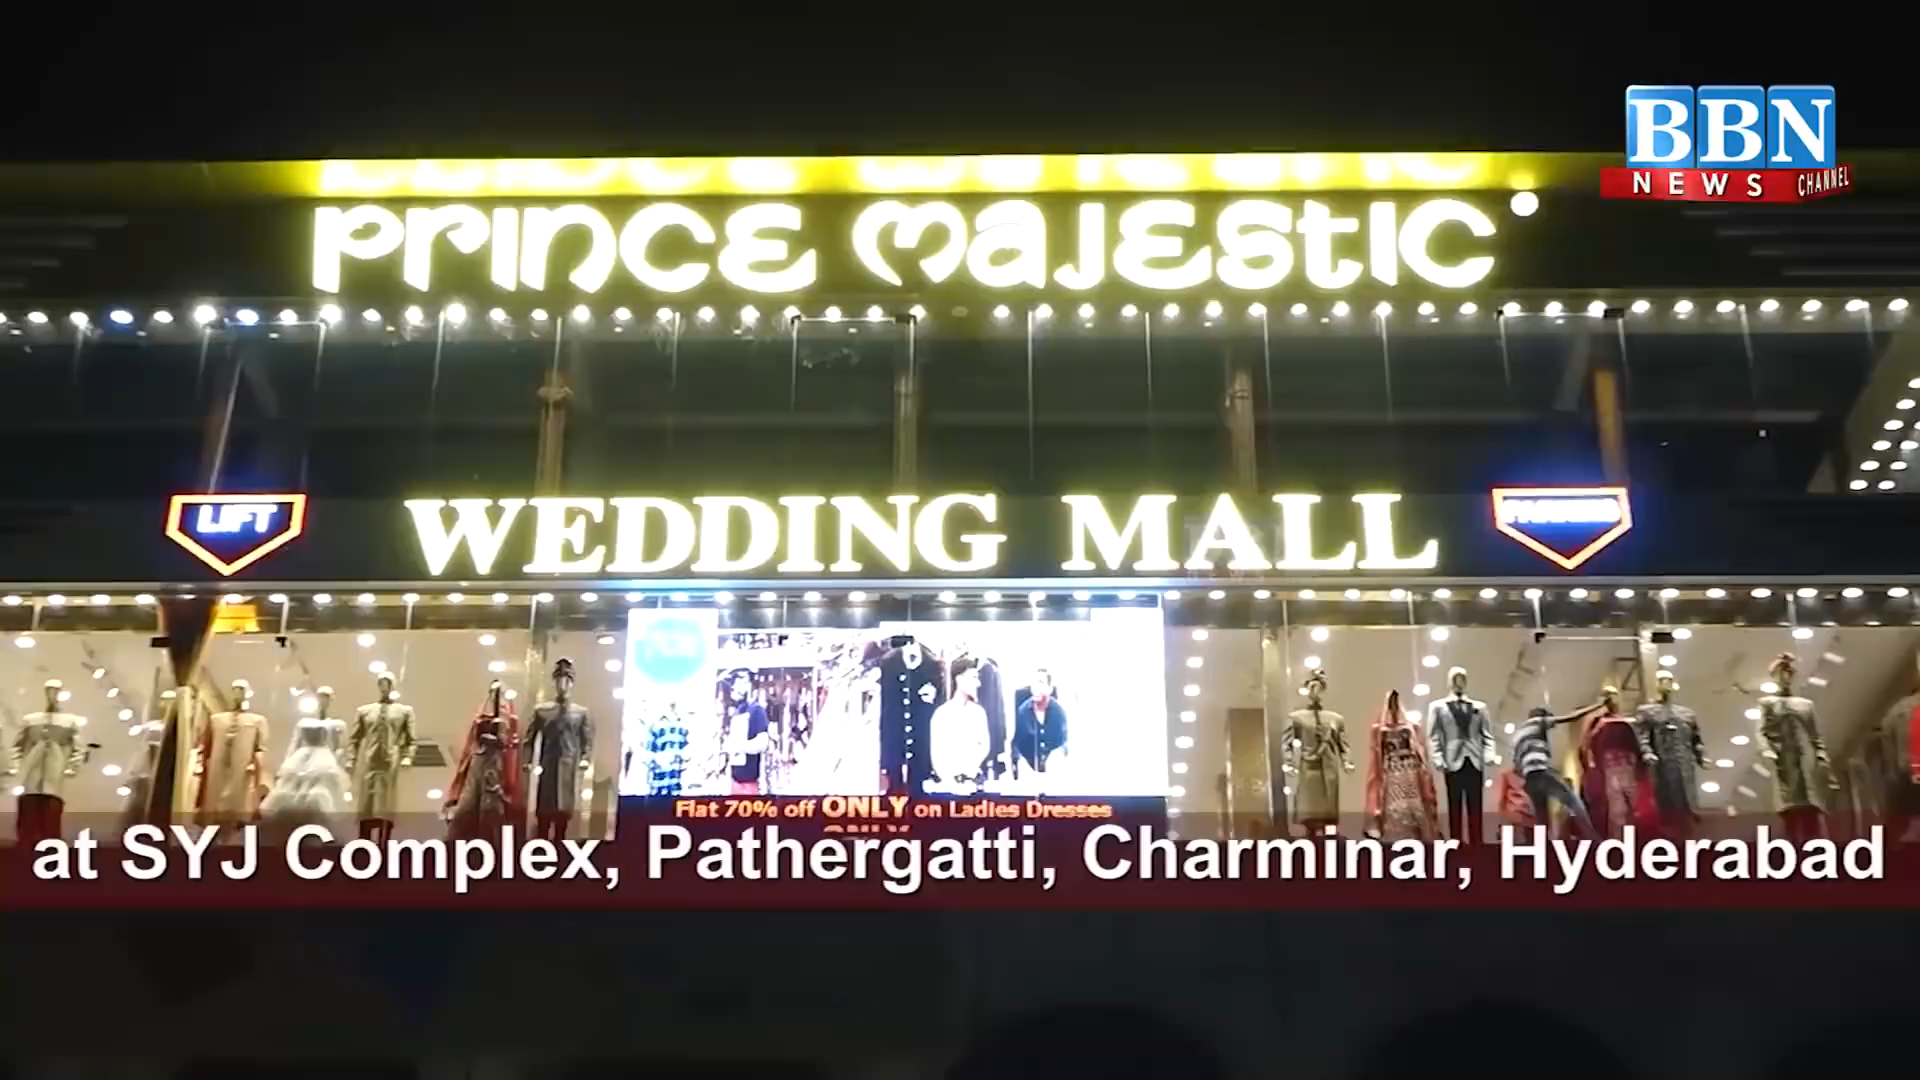 BBN
NEWS CHANNEL
PRINCE MAJESTIC
LIFT
WEDDING MALL
Flat 70% off ONLY on Ladies Dresses
at SYJ Complex, Pathergatti, Charminar, Hyderabad